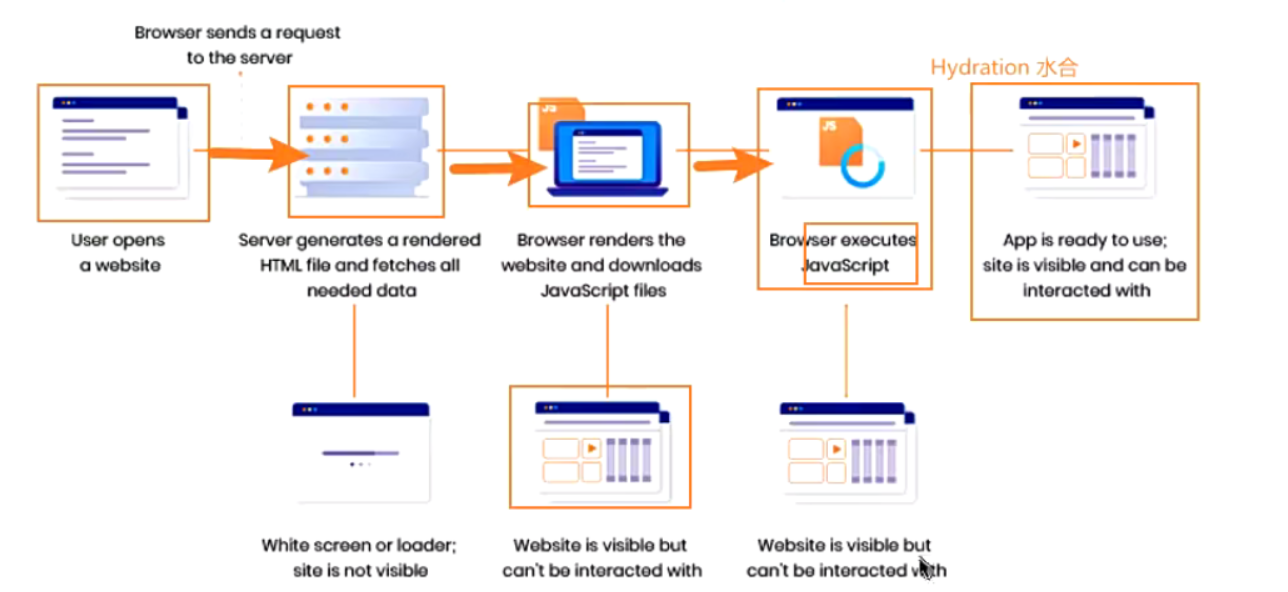 Browser sends a request
to the server
Hydration 水合
JS
JS
User opens
a website
Server generates a rendered
HTML file and fetches all
needed data
Browser renders the
website and downloads
JavaScript files
Browser executes
JavaScript
App is ready to use;
site is visible and can be
interacted with
White screen or loader;
site is not visible
Website is visible but
can't be interacted with
Website is visible but
can't be interacted with